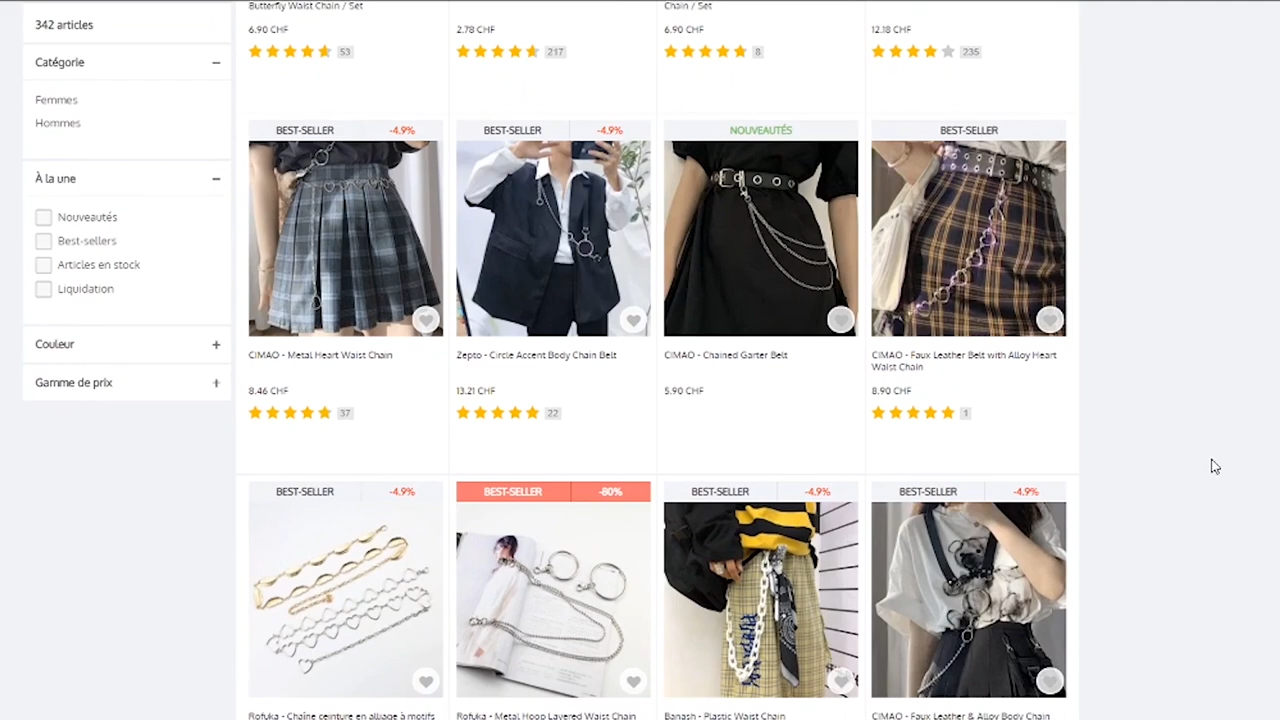 342 articles
Catégorie
Femmes
Hommes
À la une
Nouveautés
Best-sellers
Articles en stock
Liquidation
Couleur
Gamme de prix
Butterfly Waist Chain / Set
6.90 CHF
53
2.78 CHF
217
Chain / Set
6.90 CHF
8
12.18 CHF
235
BEST-SELLER -4.9%
CIMAO - Metal Heart Waist Chain
8.46 CHF
37
BEST-SELLER -4.9%
Zepto - Circle Accent Body Chain Belt
13.21 CHF
22
NOUVEAUTÉS
CIMAO - Chained Garter Belt
5.90 CHF
BEST-SELLER
CIMAO - Faux Leather Belt with Alloy Heart
Waist Chain
8.90 CHF
1
BEST-SELLER -4.9%
Rofuka - Chaîne ceinture en alliage à motifs
BEST-SELLER -80%
Rofuka - Metal Hoop Layered Waist Chain
BEST-SELLER -4.9%
Banash - Plastic Waist Chain
BEST-SELLER -4.9%
CIMAO - Faux Leather & Alloy Body Chain